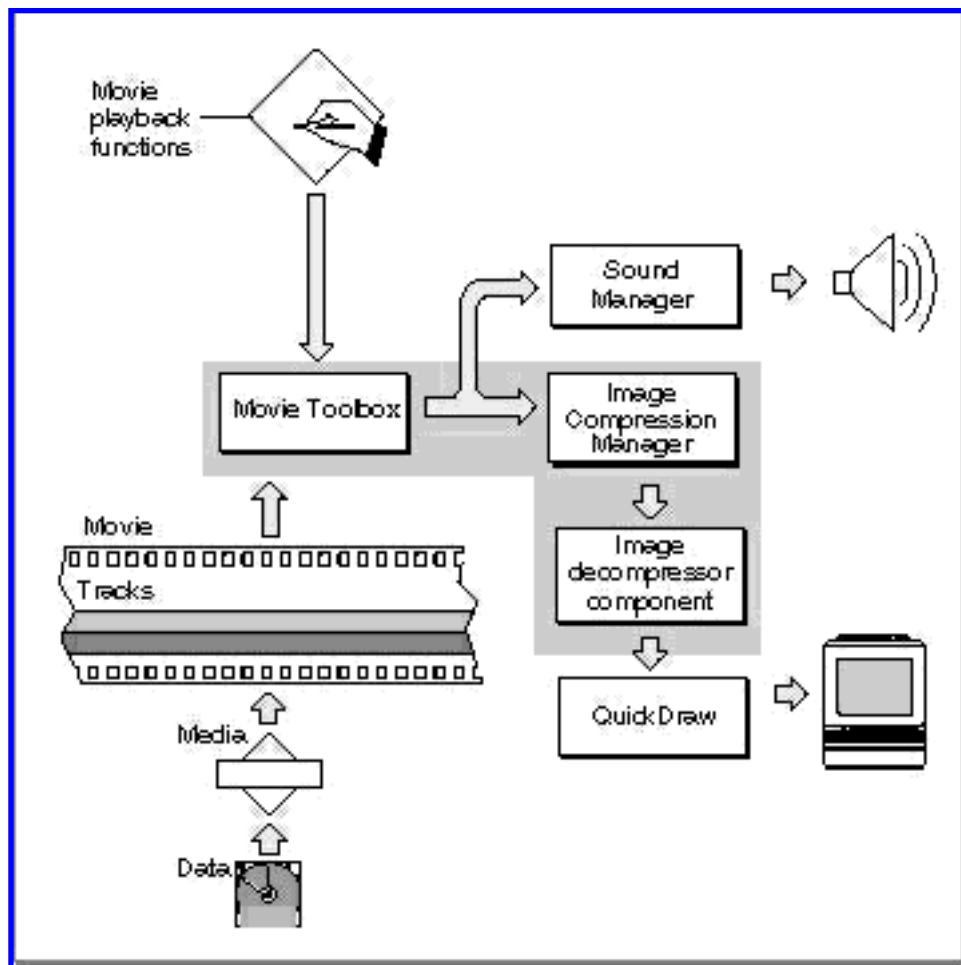 Movie
playback
functions
Sound
Manager
Movie Toolbox
Image
Compression
Manager
Movie
Tracks
Image
decompressor
component
Media
QuickDraw
Data